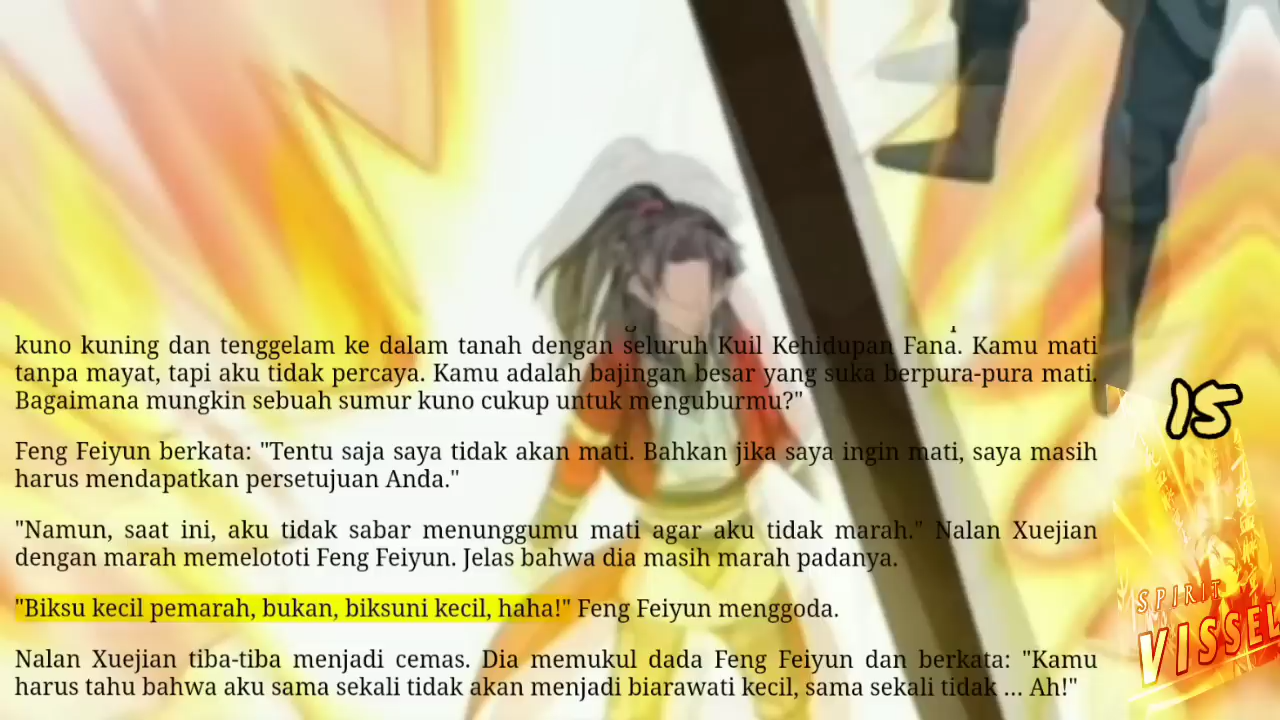 kuno kuning dan tenggelam ke dalam tanah dengan seluruh Kuil Kehidupan Fana. Kamu mati
tanpa mayat, tapi aku tidak percaya. Kamu adalah bajingan besar yang suka berpura-pura mati.
Bagaimana mungkin sebuah sumur kuno cukup untuk menguburmu?"
Feng Feiyun berkata: "Tentu saja saya tidak akan mati. Bahkan jika saya ingin mati, saya masih
harus mendapatkan persetujuan Anda."
"Namun, saat ini, aku tidak sabar menunggumu mati agar aku tidak marah." Nalan Xuejian
dengan marah memelototi Feng Feiyun. Jelas bahwa dia masih marah padanya.
"Biksu kecil pemarah, bukan, biksuni kecil, haha!" Feng Feiyun menggoda.
Nalan Xuejian tiba-tiba menjadi cemas. Dia memukul dada Feng Feiyun dan berkata: "Kamu
harus tahu bahwa aku sama sekali tidak akan menjadi biarawati kecil, sama sekali tidak ... Ah!"
15
SPIRIT
VISSEL